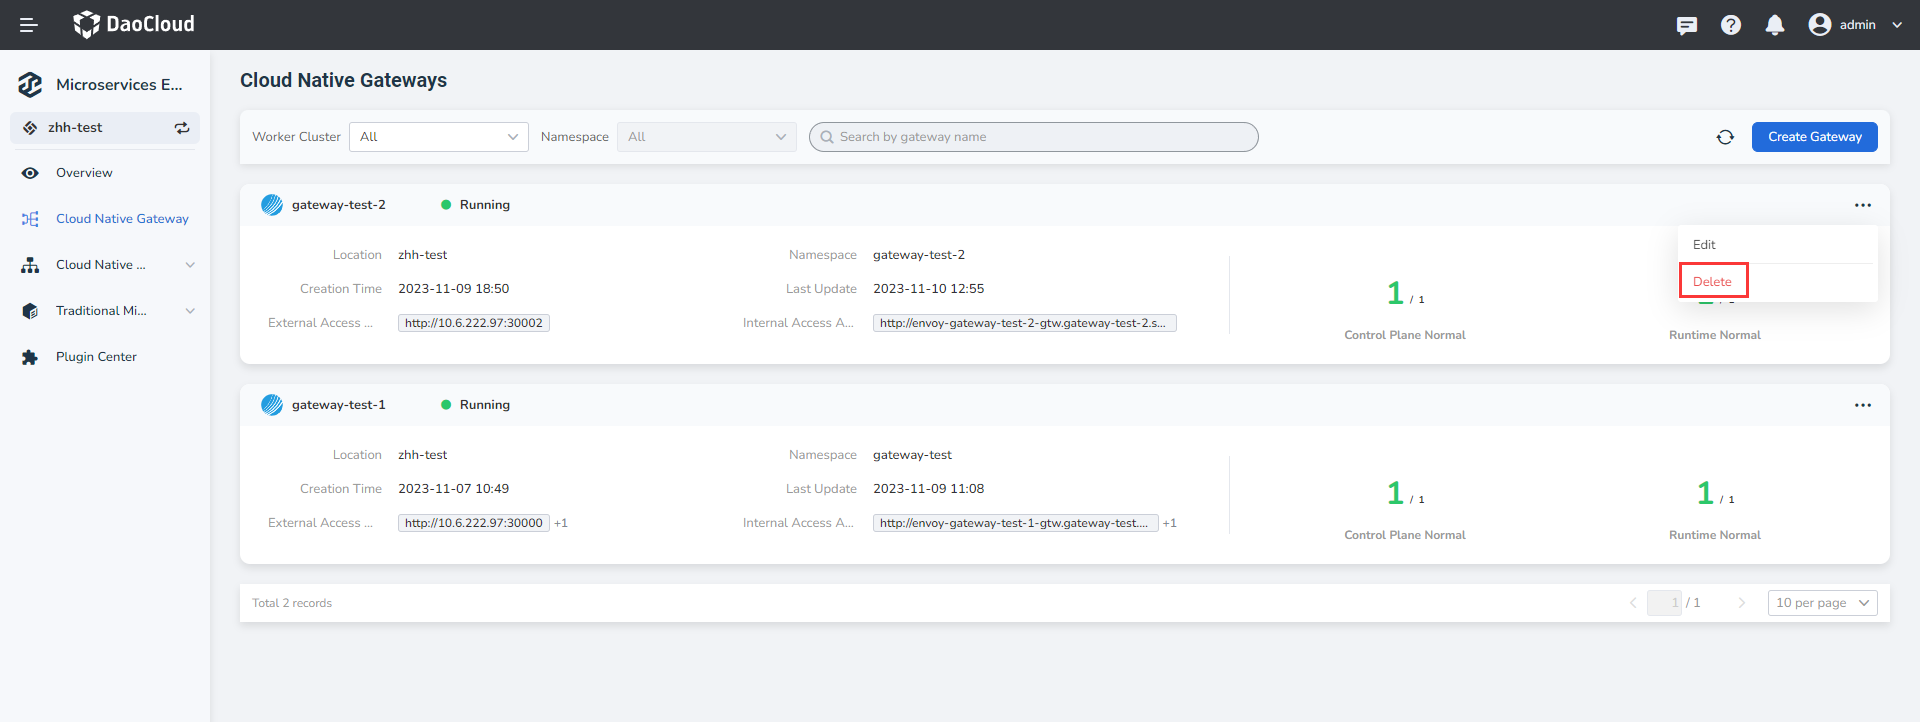 DaoCloud
admin
Microservices E...
zhh-test
Overview
Cloud Native Gateway
Cloud Native ...
Traditional Mi...
Plugin Center
Cloud Native Gateways
Worker Cluster All Namespace All Search by gateway name Create Gateway
gateway-test-2 Running
Edit
Delete
Location zhh-test Namespace gateway-test-2
Creation Time 2023-11-09 18:50 Last Update 2023-11-10 12:55
External Access ... http://10.6.222.97:30002 Internal Access A... http://envoy-gateway-test-2-gtw.gateway-test-2.s...
1 / 1
Control Plane Normal Runtime Normal
gateway-test-1 Running
Location zhh-test Namespace gateway-test
Creation Time 2023-11-07 10:49 Last Update 2023-11-09 11:08
External Access ... http://10.6.222.97:30000 +1 Internal Access A... http://envoy-gateway-test-1-gtw.gateway-test.... +1
1 / 1 1 / 1
Control Plane Normal Runtime Normal
Total 2 records 1 / 1 10 per page